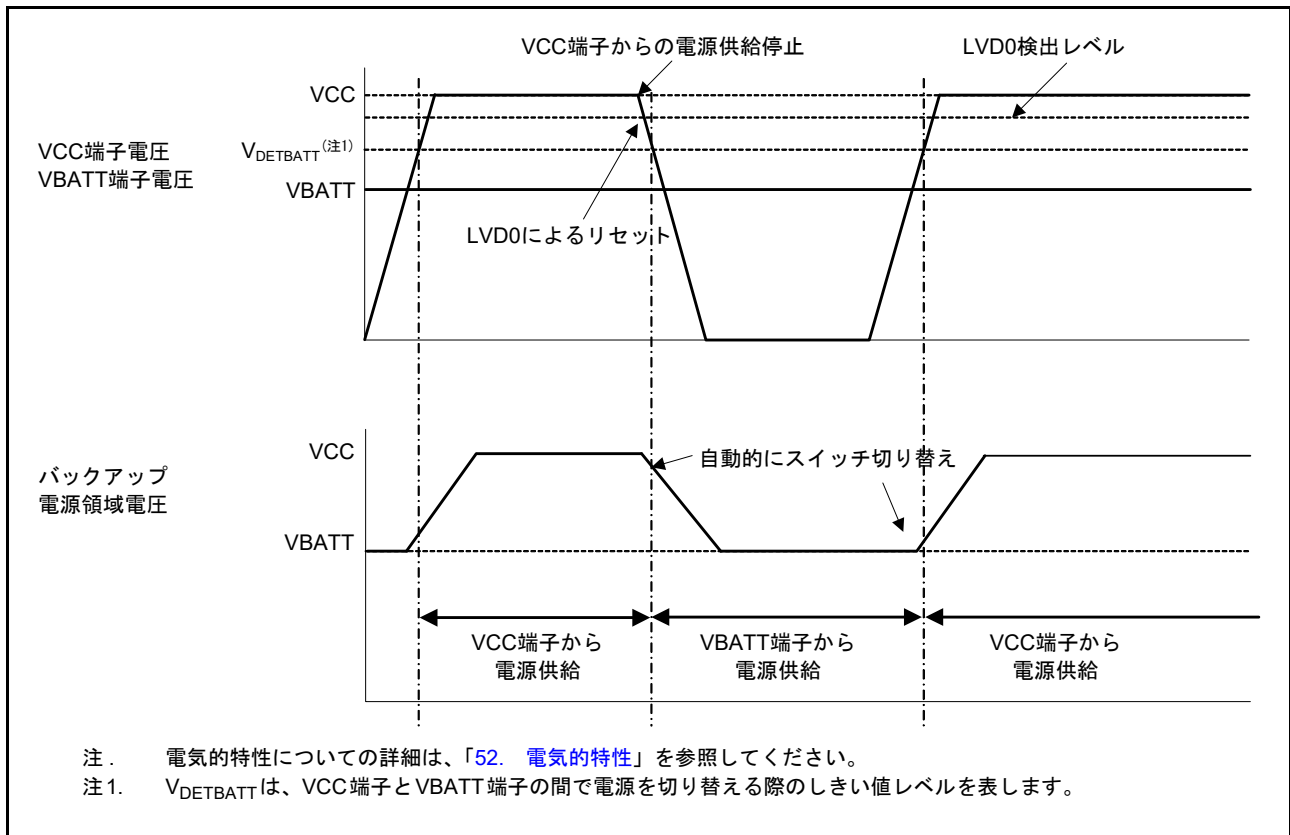 VCC端子からの電源供給停止
LVD0検出レベル
VCC
VCC端子電圧
VBATT端子電圧
VDETBATT(注1)
VBATT
LVD0によるリセット
VCC
自動的にスイッチ切り替え
バックアップ
電源領域電圧
VBATT
VCC端子から
電源供給
VBATT端子から
電源供給
VCC端子から
電源供給
注. 電気的特性についての詳細は、「52. 電気的特性」を参照してください。
注1. VDETBATTは、VCC端子とVBATT端子の間で電源を切り替える際のしきい値レベルを表します。